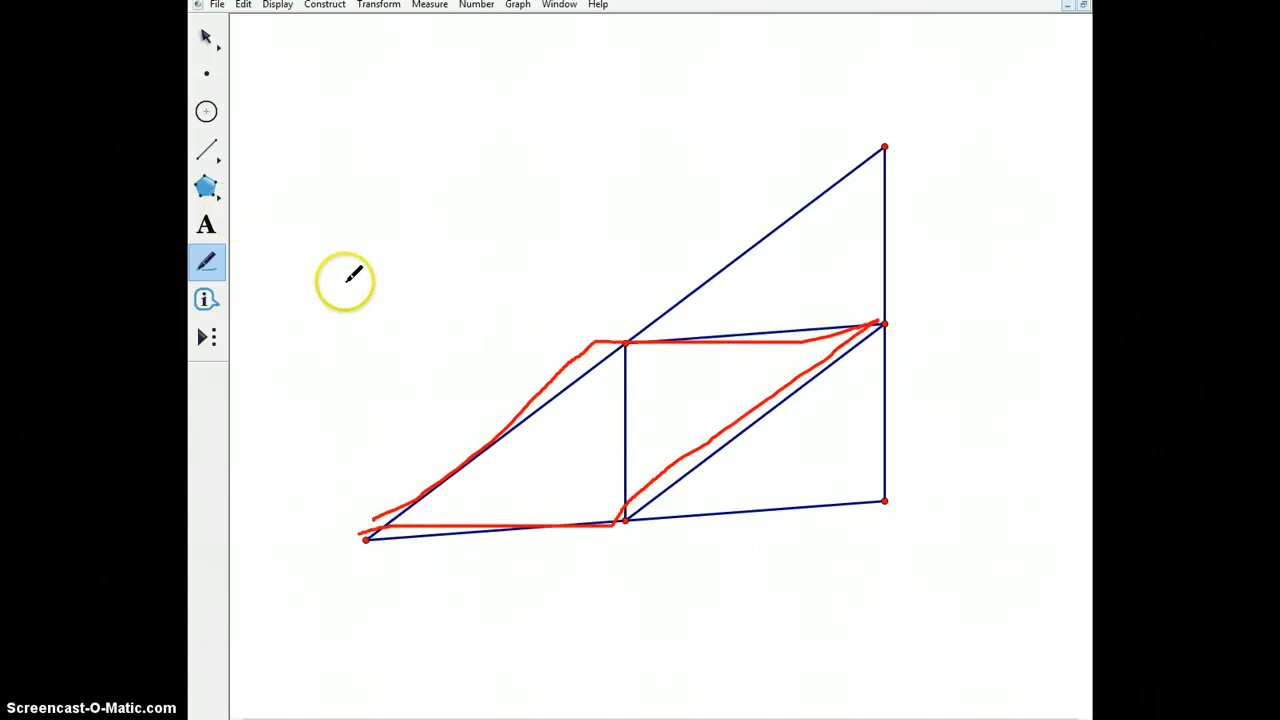 File Edit Display Construct Transform Measure Number Graph Window Help
A
i
Screencast-O-Matic.com